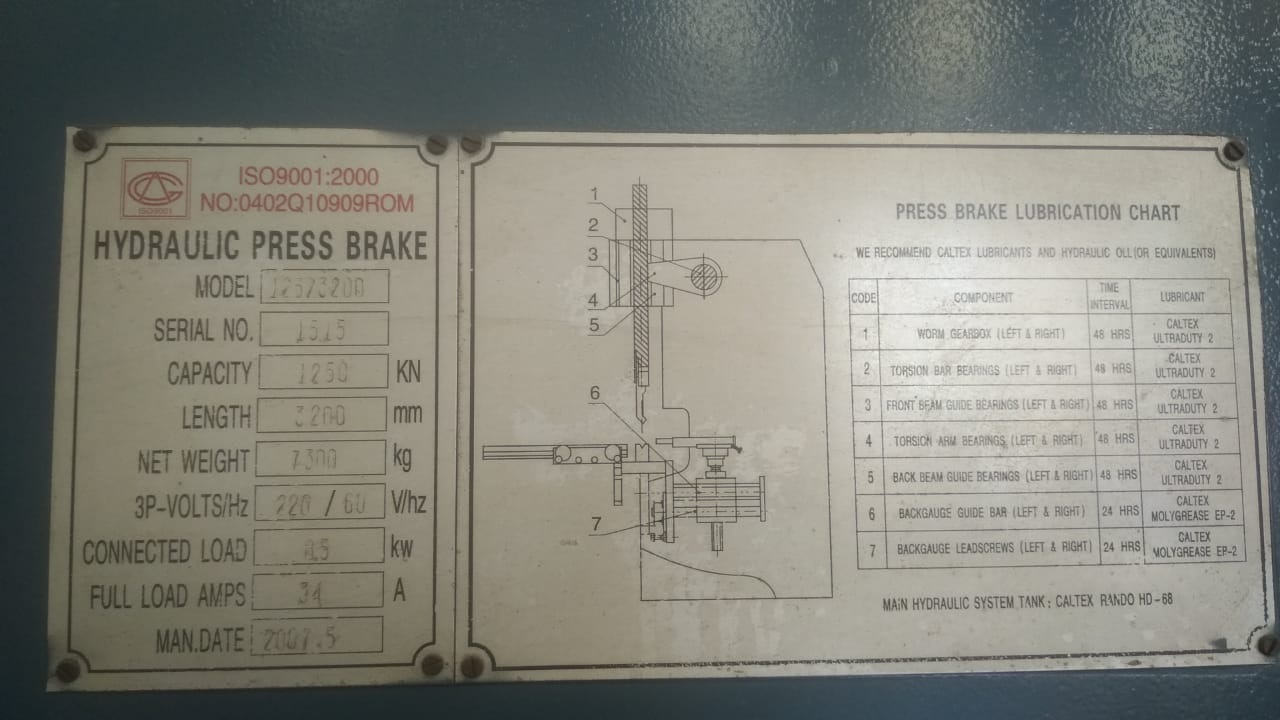 ISO9001
ISO9001:2000
NO:0402Q10909ROM
HYDRAULIC PRESS BRAKE
MODEL
SERIAL NO. 1515
CAPACITY 1250 KN
LENGTH 3200 mm
NET WEIGHT 7300 kg
3P-VOLTS/Hz 220 / 60 V/hz
CONNECTED LOAD kw
FULL LOAD AMPS 34 A
MAN.DATE 2007.5
1
2
3
4
5
6
7
PRESS BRAKE LUBRICATION CHART
WE RECOMMEND CALTEX LUBRICANTS AND HYDRAULIC OLL(OR EQUIVALENTS)
CODE COMPONENT TIME INTERVAL LUBRICANT
1 WORM GEARBOX (LEFT & RIGHT) 48 HRS CALTEX ULTRADUTY 2
2 TORSION BAR BEARINGS (LEFT & RIGHT) 48 HRS CALTEX ULTRADUTY 2
3 FRONT BEAM GUIDE BEARINGS (LEFT & RIGHT) 48 HRS CALTEX ULTRADUTY 2
4 TORSION ARM BEARINGS (LEFT & RIGHT) 48 HRS CALTEX ULTRADUTY 2
5 BACK BEAM GUIDE BEARINGS (LEFT & RIGHT) 48 HRS CALTEX ULTRADUTY 2
6 BACKGAUGE GUIDE BAR (LEFT & RIGHT) 24 HRS CALTEX MOLYGREASE EP-2
7 BACKGAUGE LEADSCREWS (LEFT & RIGHT) 24 HRS CALTEX MOLYGREASE EP-2
MAIN HYDRAULIC SYSTEM TANK: CALTEX RANDO HD-68